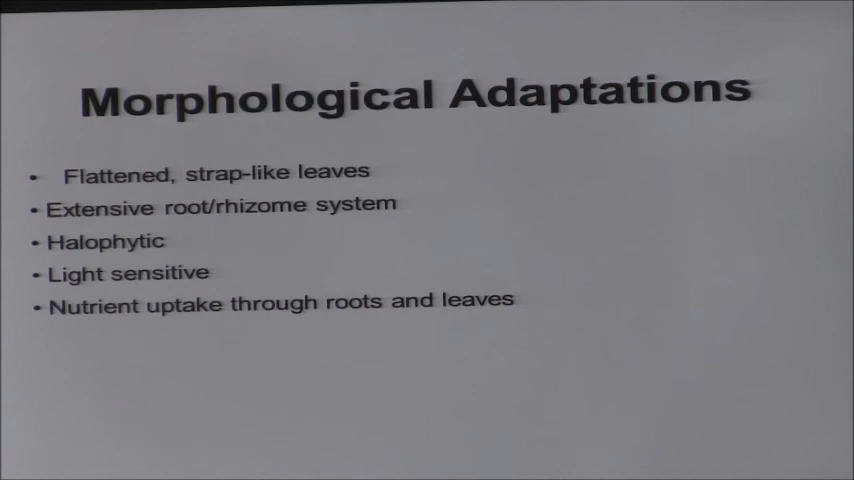 Morphological Adaptations
• Flattened, strap-like leaves
• Extensive root/rhizome system
• Halophytic
• Light sensitive
• Nutrient uptake through roots and leaves